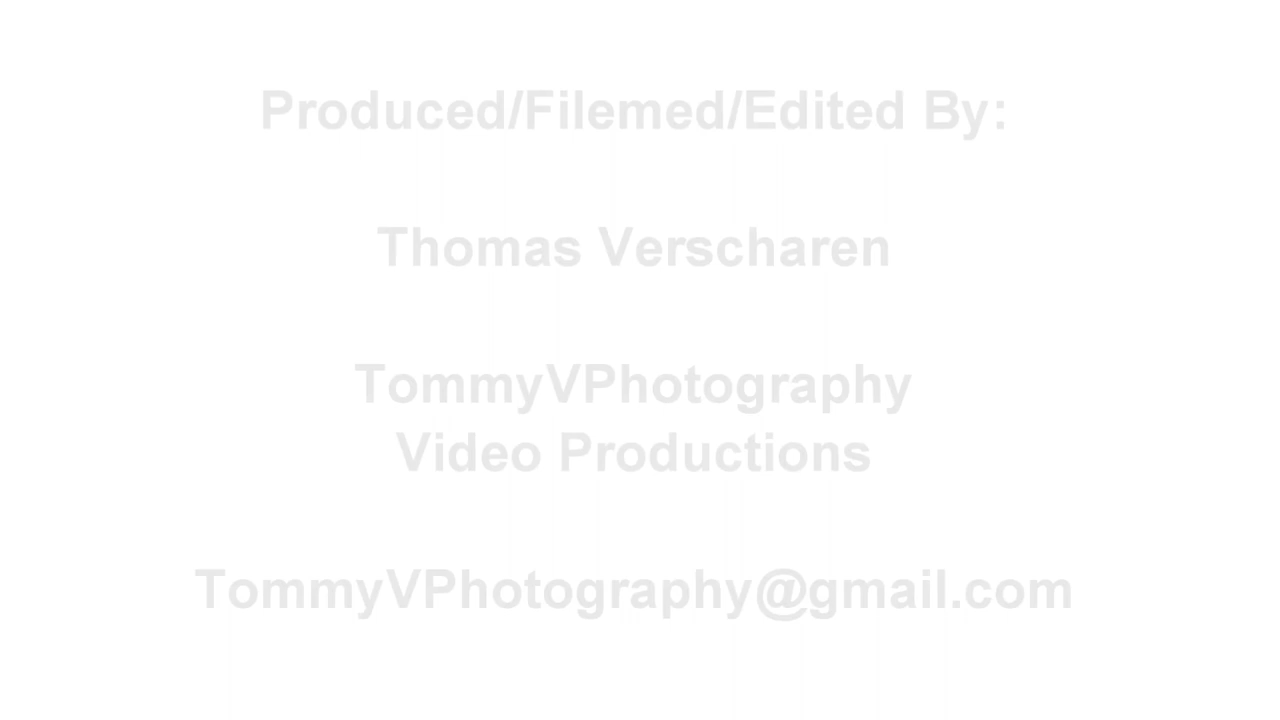 Produced/Filemed/Edited By:
Thomas Verscharen
TommyVPhotography
Video Productions
TommyVPhotography@gmail.com